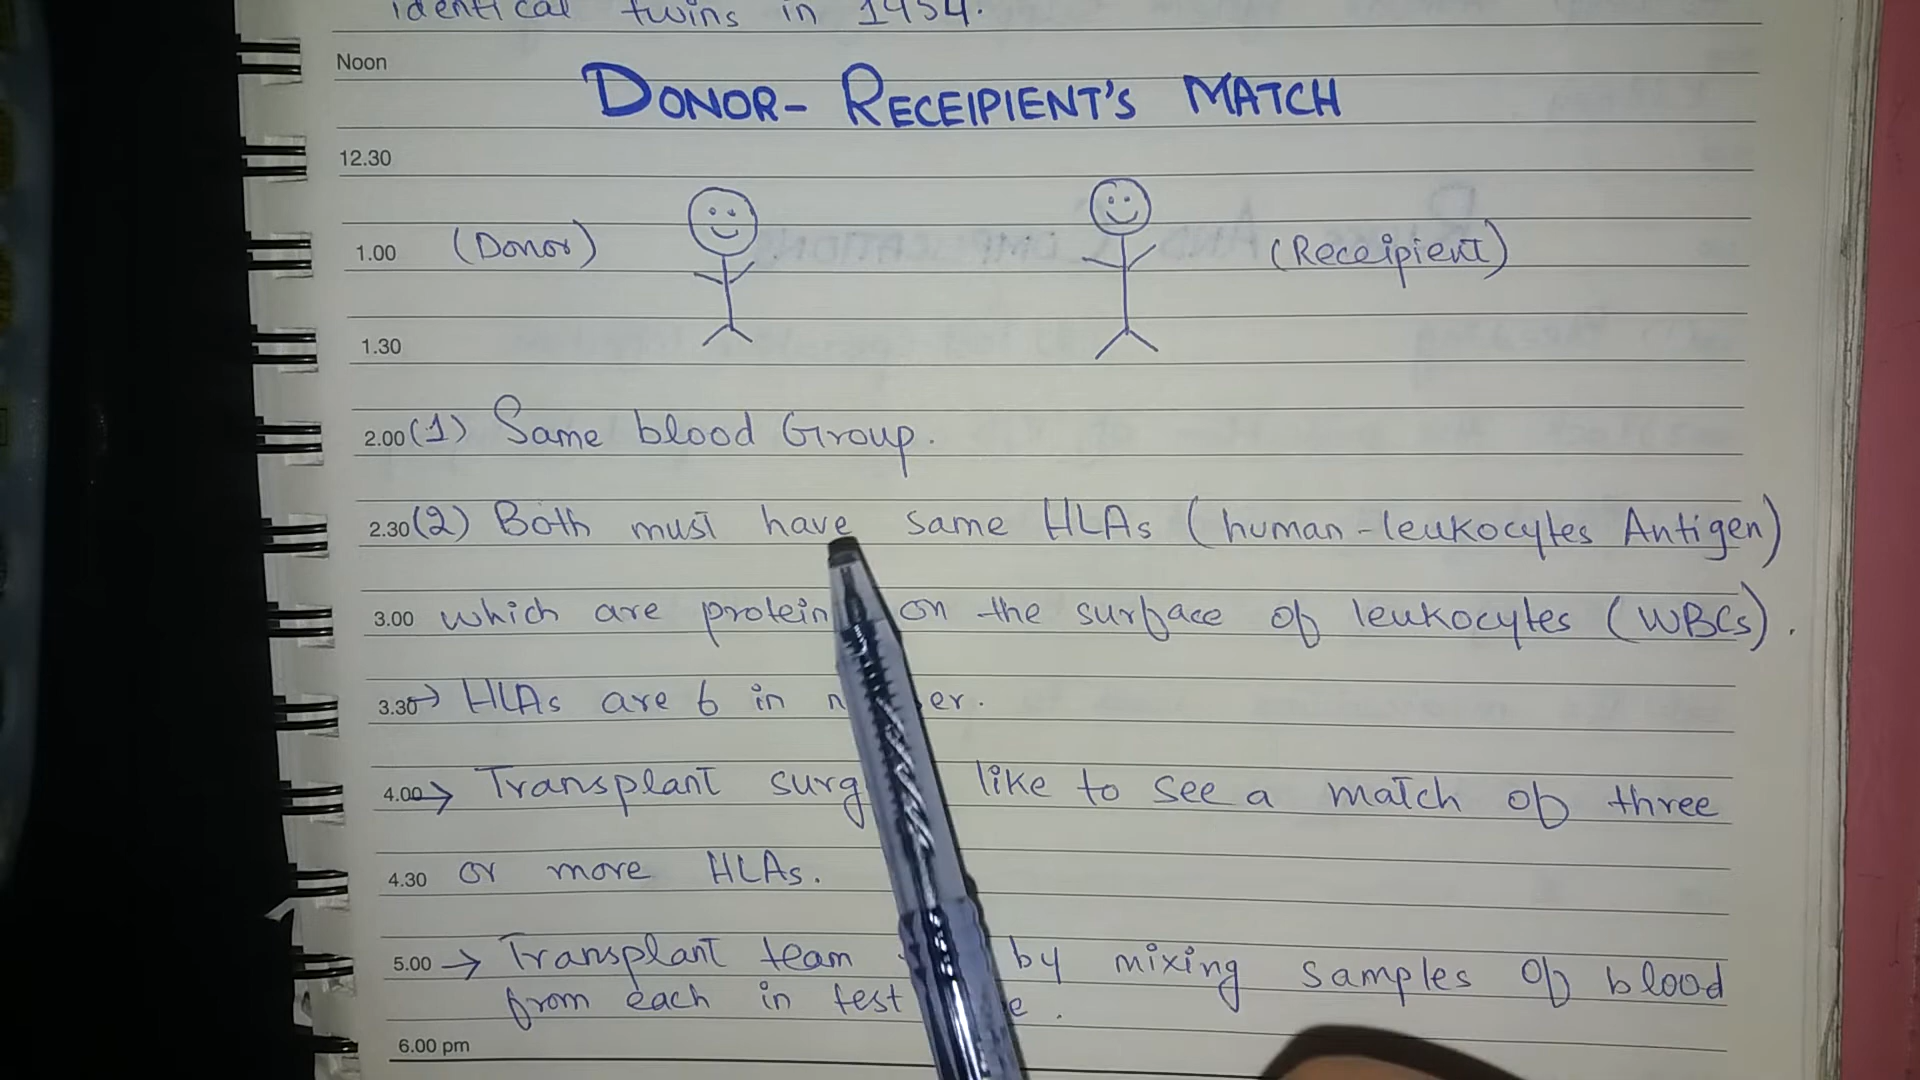 identical twins in 1954.
Noon
DONOR- RECEIPIENT'S MATCH
12.30
1.00 (Donor) (Receipient)
1.30
2.00 (1) Same blood Group.
2.30 (2) Both must have same HLAs (human-leukocytes Antigen)
3.00 which are protein on the surface of leukocytes (WBCs).
3.30 → HLAs are 6 in
4.00 → Transplant like to see a match of three
4.30 or more HLAs.
5.00 → Transplant team by mixing samples of blood
from each in test
6.00 pm